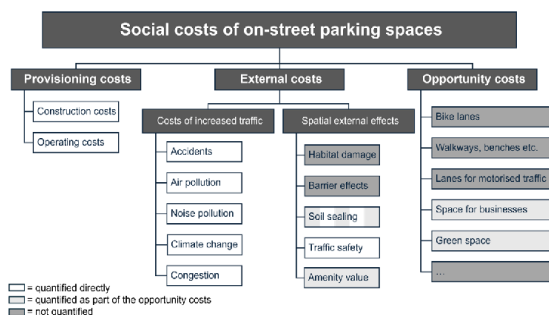 Social costs of on-street parking spaces
Provisioning costs
External costs
Opportunity costs
Construction costs
Operating costs
Costs of increased traffic
Spatial external effects
Accidents
Air pollution
Noise pollution
Climate change
Congestion
Habitat damage
Barrier effects
Soil sealing
Traffic safety
Amenity value
Bike lanes
Walkways, benches etc.
Lanes for motorised traffic
Space for businesses
Green space
...
= quantified directly
= quantified as part of the opportunity costs
= not quantified